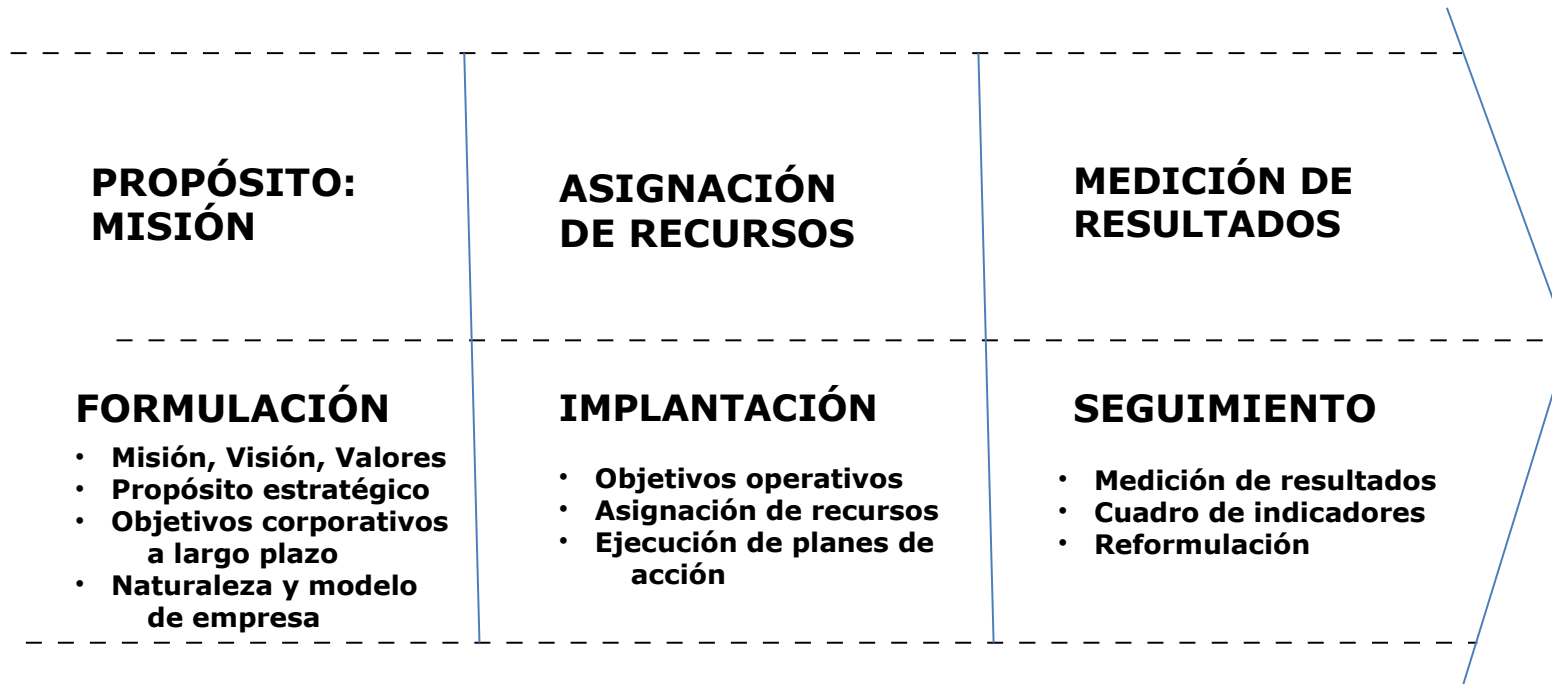 PROPÓSITO:
MISIÓN
ASIGNACIÓN
DE RECURSOS
MEDICIÓN DE
RESULTADOS
FORMULACIÓN
• Misión, Visión, Valores
• Propósito estratégico
• Objetivos corporativos
a largo plazo
• Naturaleza y modelo
de empresa
IMPLANTACIÓN
• Objetivos operativos
• Asignación de recursos
• Ejecución de planes de
acción
SEGUIMIENTO
• Medición de resultados
• Cuadro de indicadores
• Reformulación